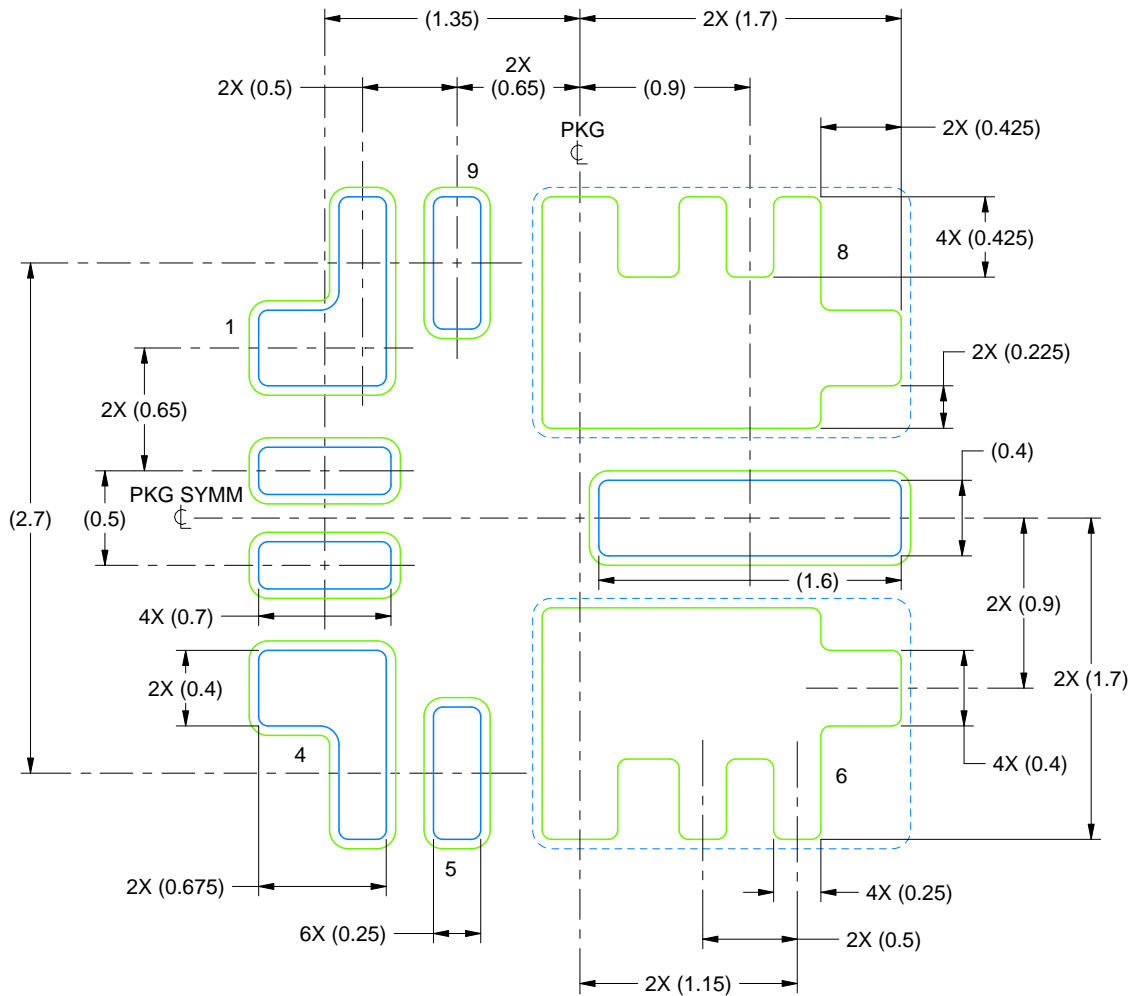 (1.35)
2X (1.7)
2X (0.5)
2X
(0.65)
(0.9)
PKG
℄
2X (0.425)
9
1
8
4X (0.425)
2X (0.225)
2X (0.65)
(0.4)
PKG SYMM
℄
(2.7)
(0.5)
(1.6)
4X (0.7)
2X (0.9)
2X (0.4)
2X (1.7)
4
6
4X (0.4)
5
2X (0.675)
4X (0.25)
6X (0.25)
2X (0.5)
2X (1.15)